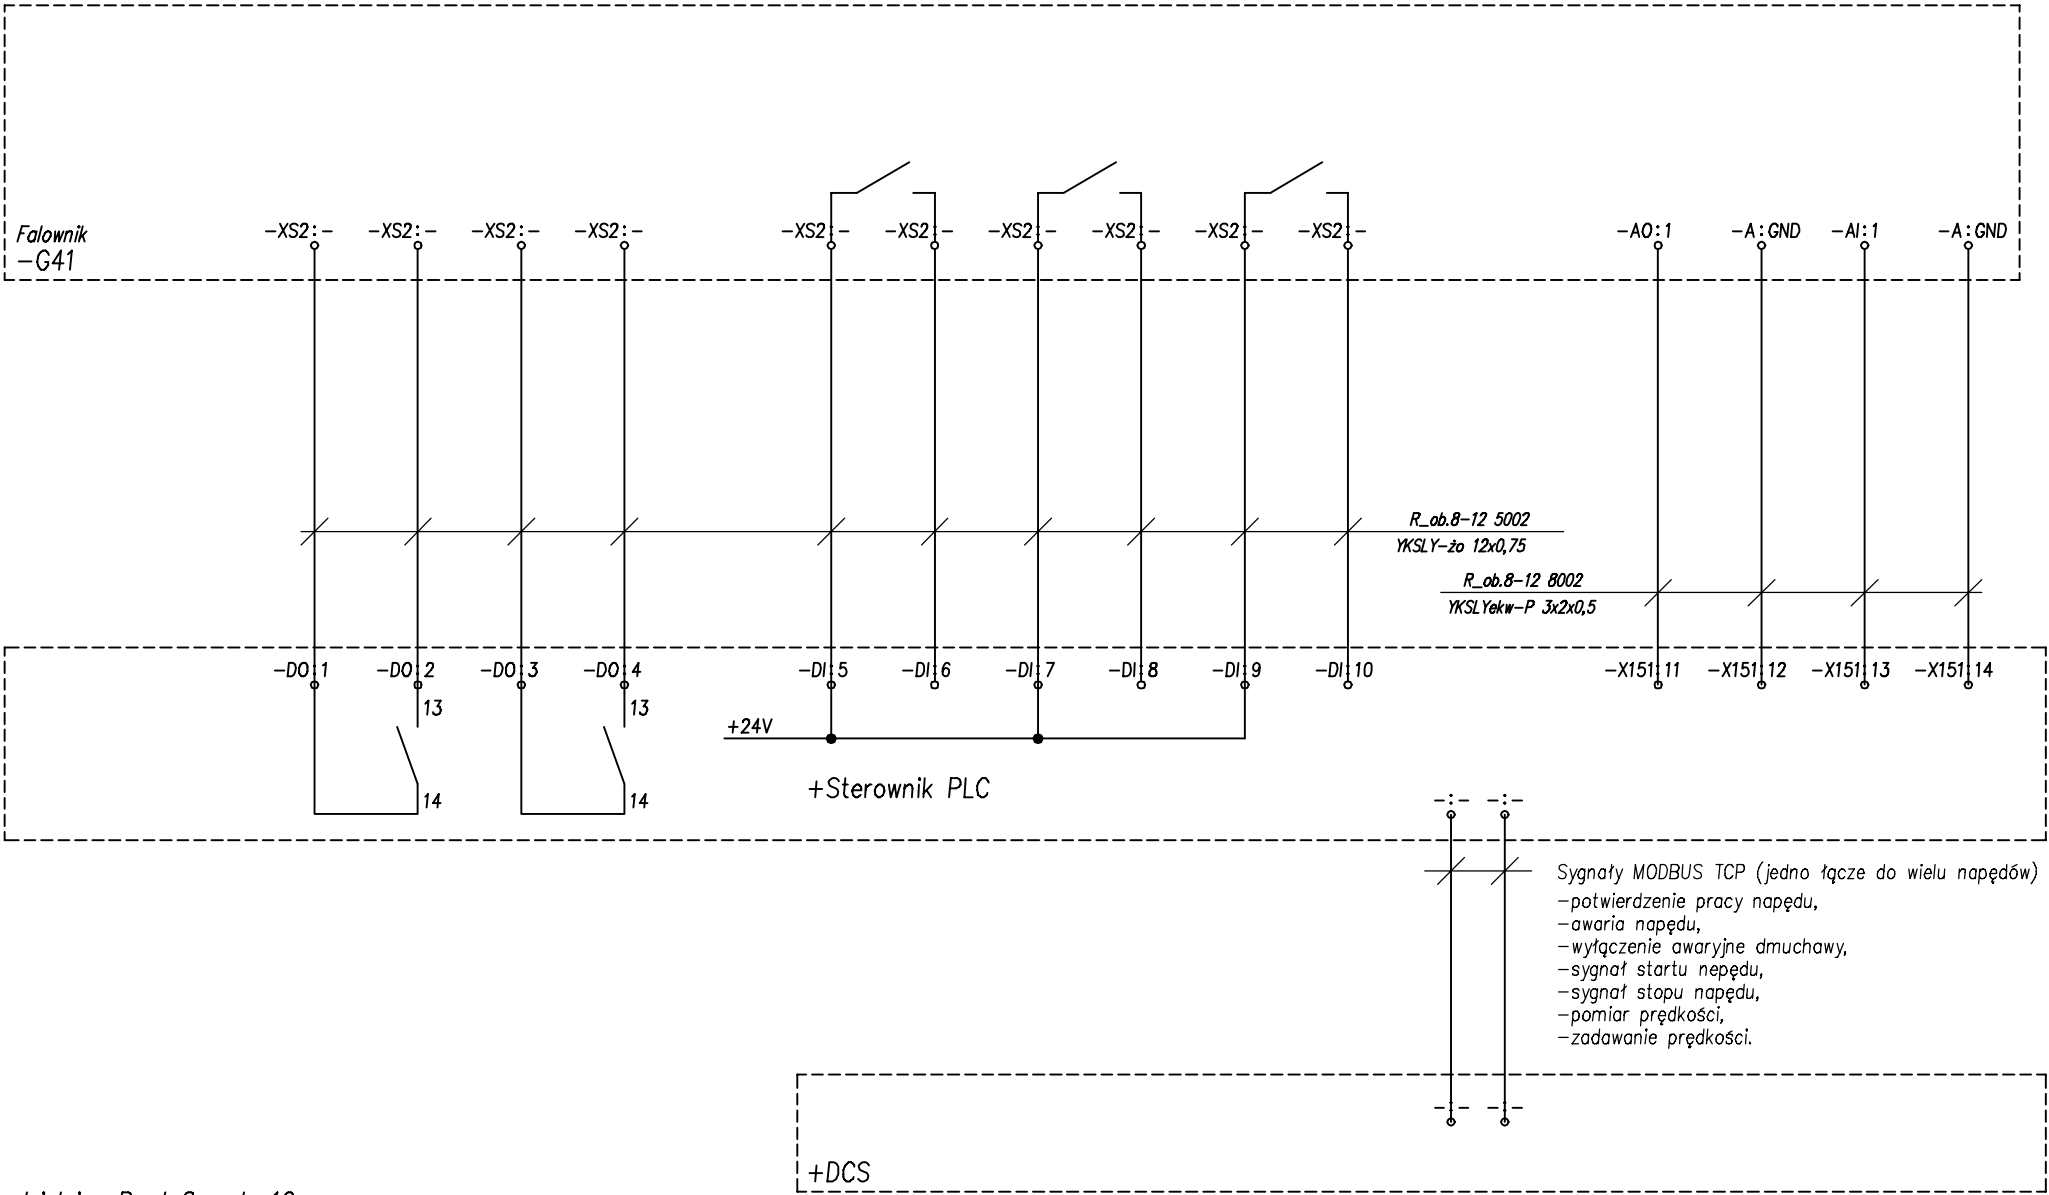 Falownik
-G41
-XS2:- -XS2:- -XS2:- -XS2:- -XS2:- -XS2:- -XS2:- -XS2:- -XS2:- -XS2:- -AO:1 -A:GND -AI:1 -A:GND
R_ob.8-12 5002
YKSLY-żo 12x0,75
R_ob.8-12 8002
YKSLYekw-P 3x2x0,5
-DO:1 -DO:2 -DO:3 -DO:4 -DI:5 -DI:6 -DI:7 -DI:8 -DI:9 -DI:10 -X151:11 -X151:12 -X151:13 -X151:14
13 13
+24V
+Sterownik PLC
14 14
-:- -:-
Sygnały MODBUS TCP (jedno łącze do wielu napędów)
-potwierdzenie pracy napędu,
-awaria napędu,
-wyłączenie awaryjne dmuchawy,
-sygnał startu nepędu,
-sygnał stopu napędu,
-pomiar prędkości,
-zadawanie prędkości.
-:- -:-
+DCS